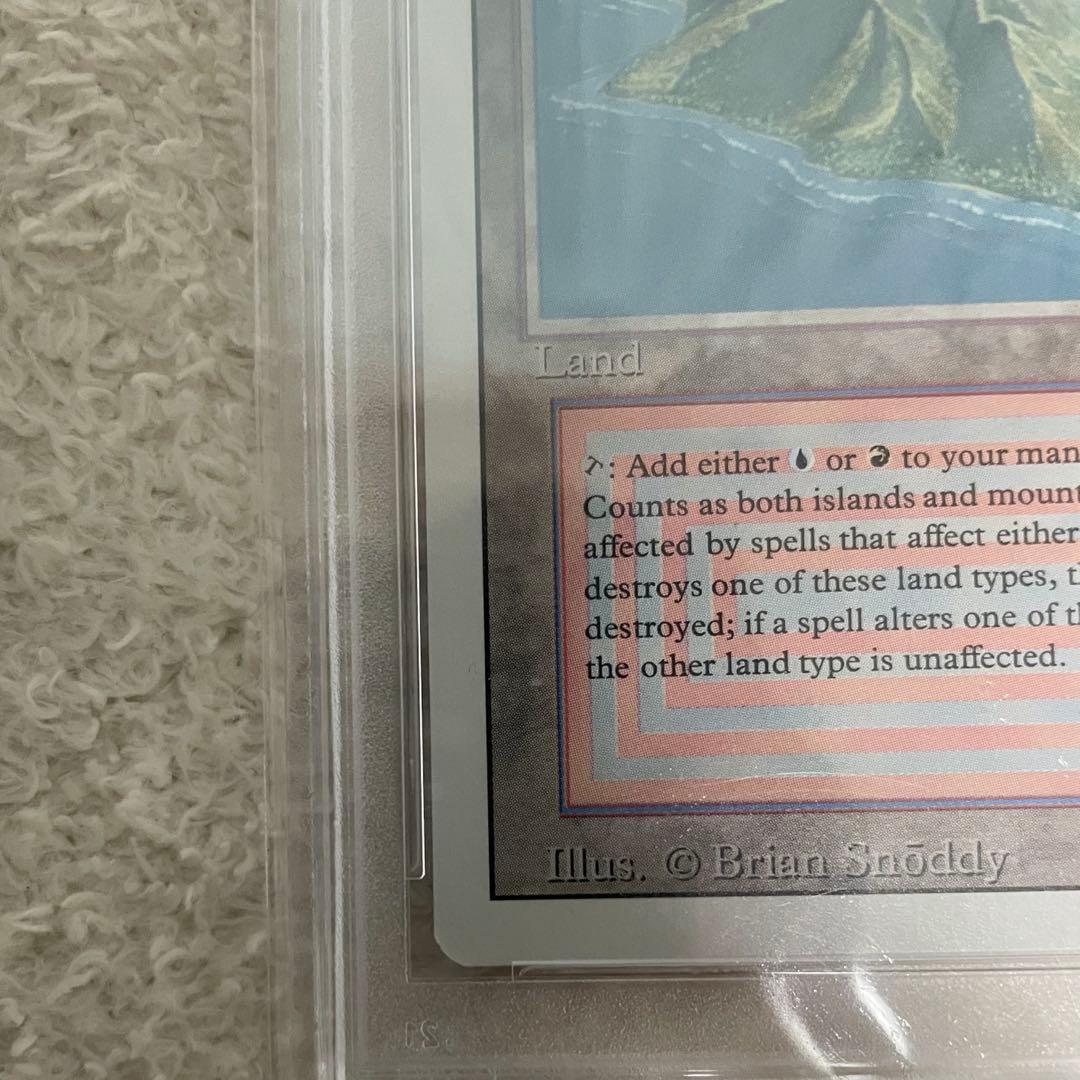 Land
: Add either or to your man
Counts as both islands and mount
affected by spells that affect either
destroys one of these land types, th
destroyed; if a spell alters one of th
the other land type is unaffected.
Illus. © Brian Snōddy